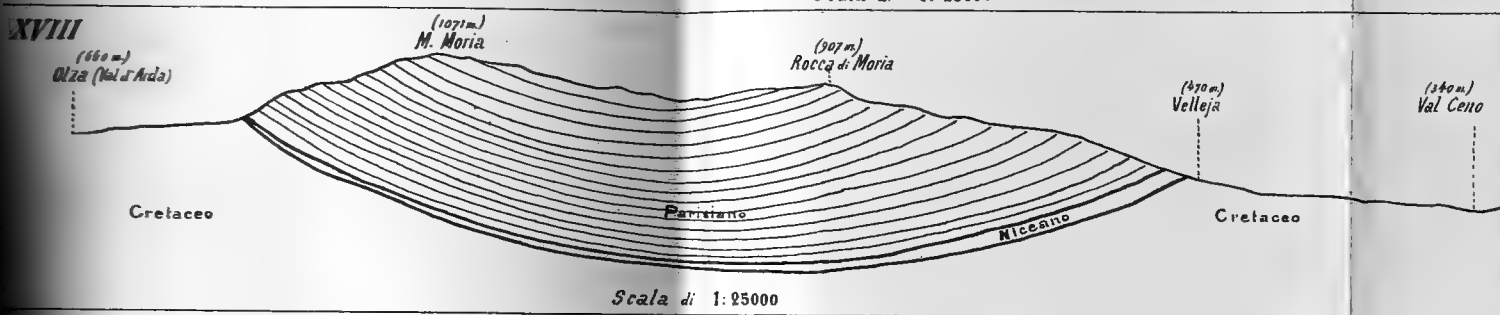 XVIII
(660 m.)
Olza (Val d'Arda)
(1071 m.)
M. Moria
(907 m.)
Rocca di Moria
(470 m.)
Velleja
(340 m.)
Val Ceno
Cretaceo
Parisiano
Niceano
Cretaceo
Scala di 1:25000